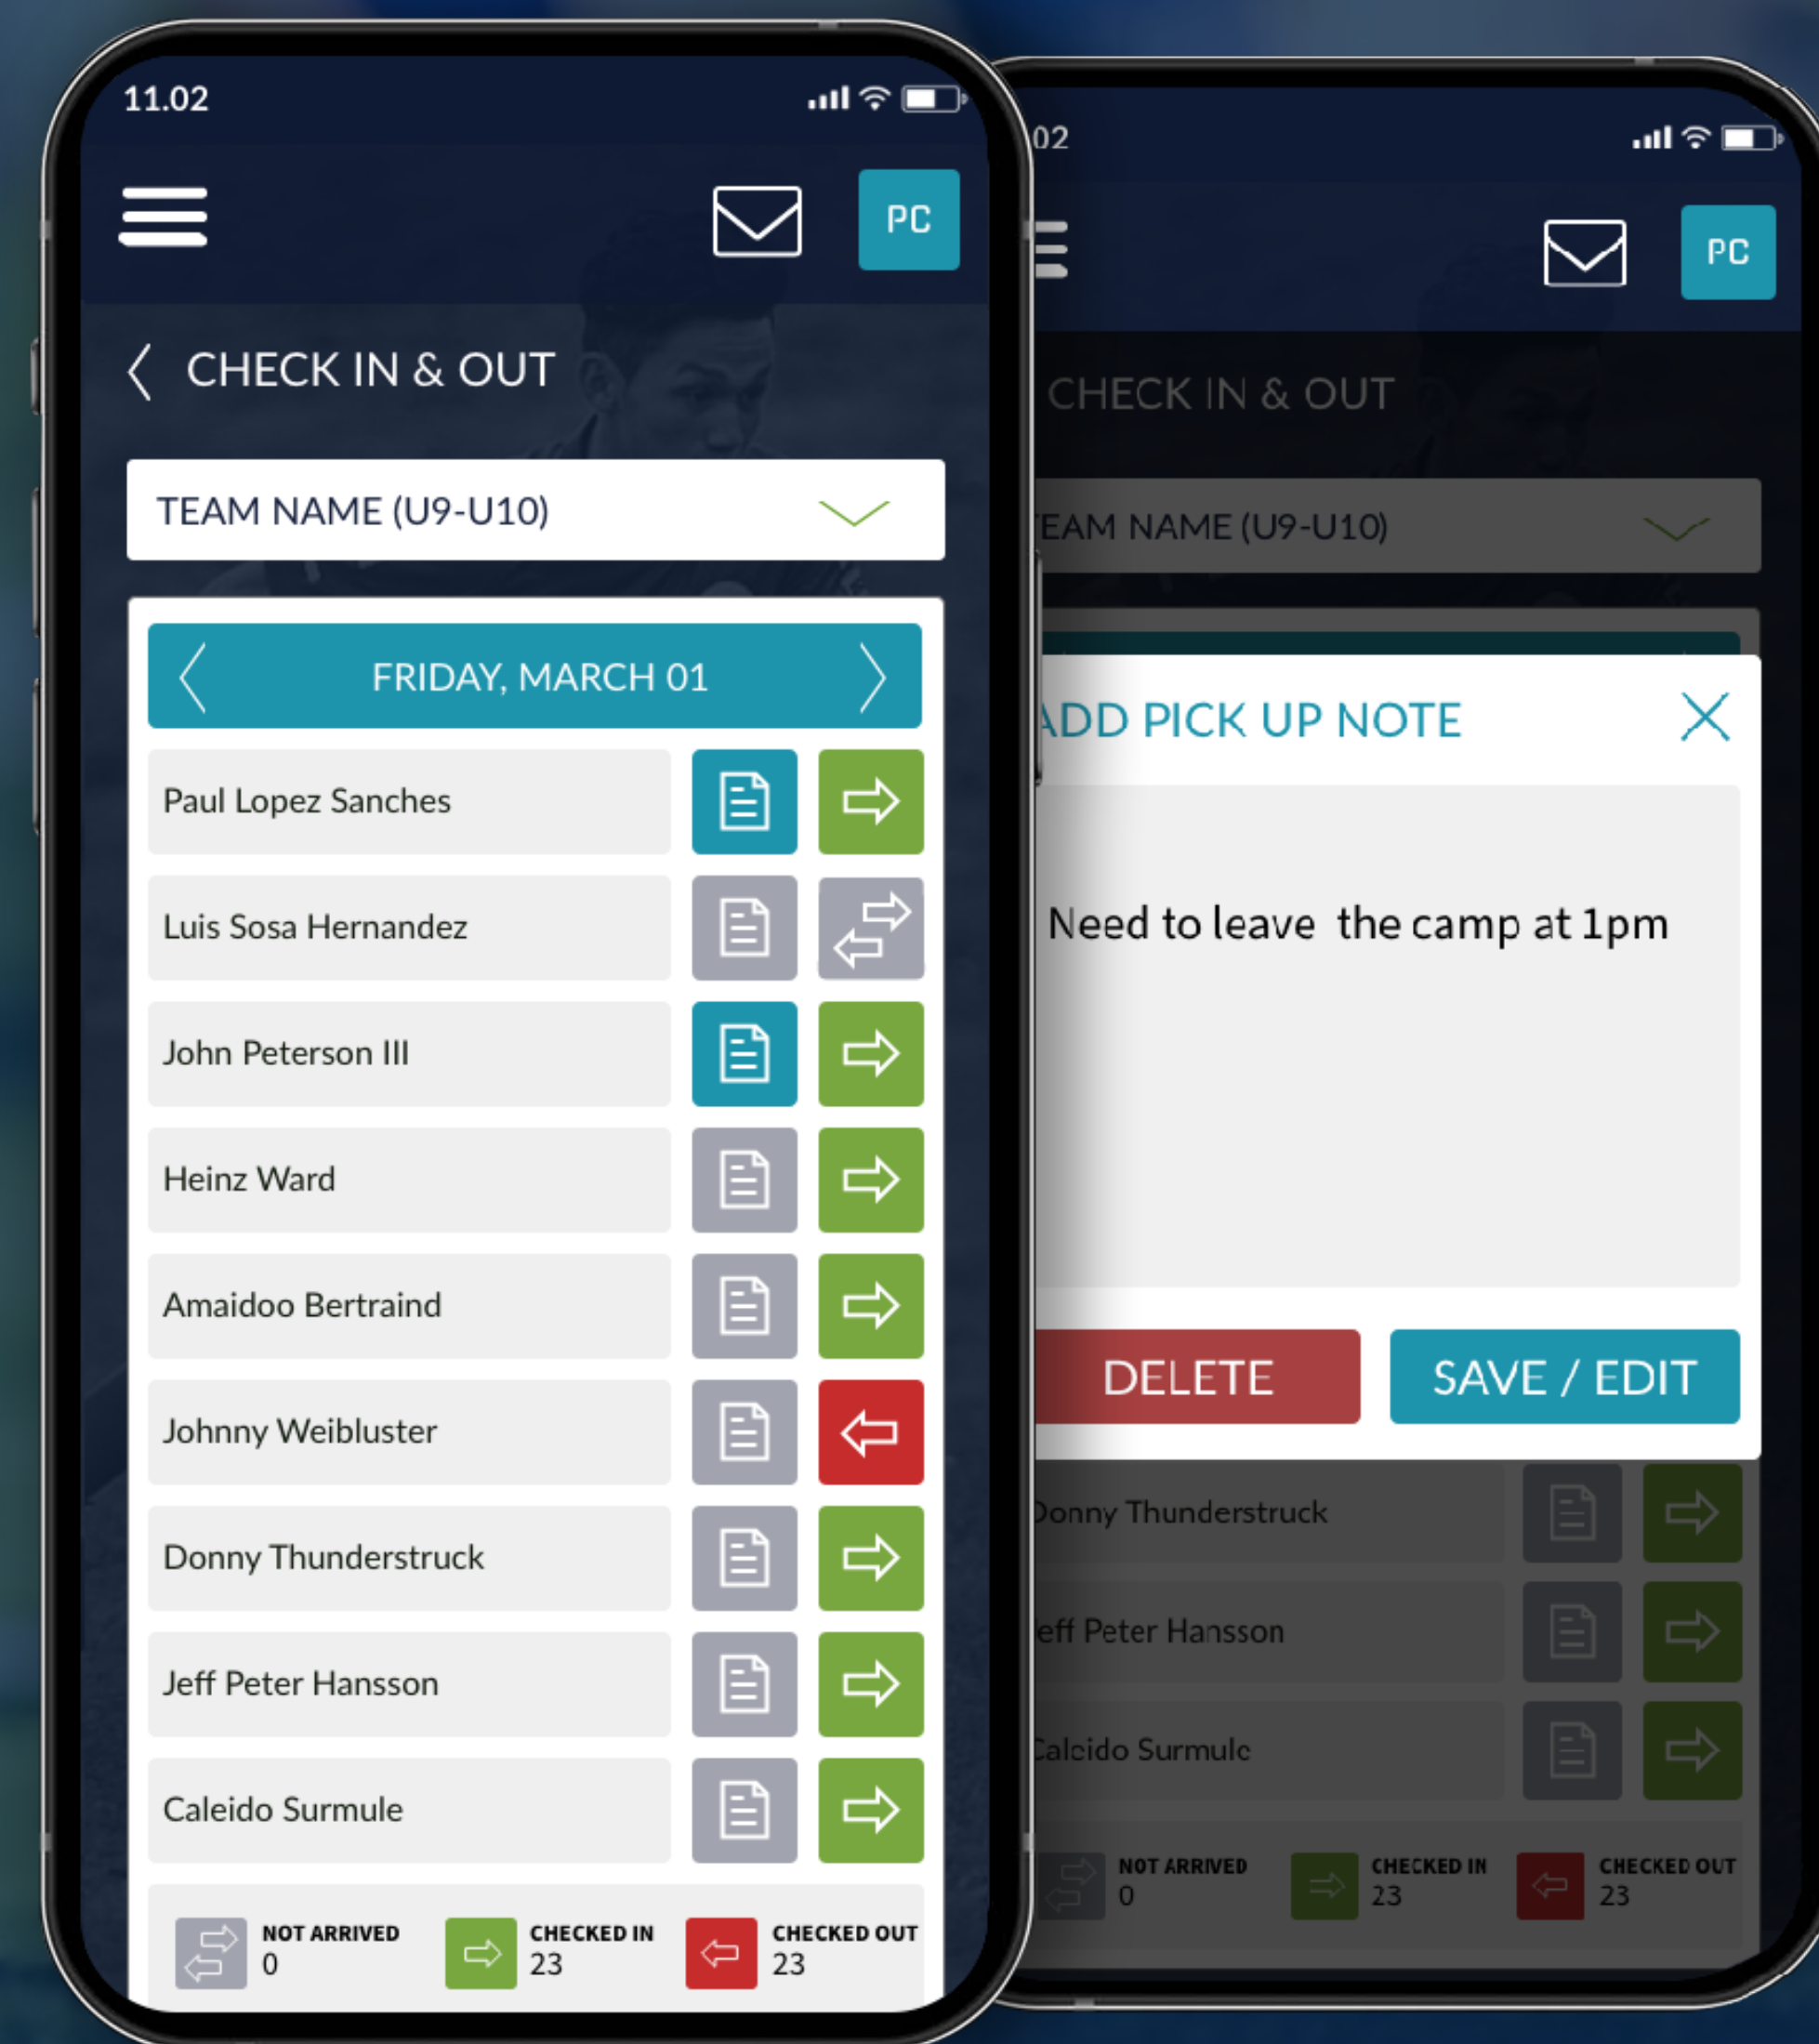 11.02
PC
CHECK IN & OUT
TEAM NAME (U9-U10)
FRIDAY, MARCH 01
Paul Lopez Sanches
Luis Sosa Hernandez
John Peterson III
Heinz Ward
Amaidoo Bertraind
Johnny Weibluster
Donny Thunderstruck
Jeff Peter Hansson
Caleido Surmule
NOT ARRIVED
0
CHECKED IN
23
CHECKED OUT
23
02
PC
CHECK IN & OUT
EAM NAME (U9-U10)
ADD PICK UP NOTE
Need to leave the camp at 1pm
DELETE
SAVE / EDIT
Donny Thunderstruck
eff Peter Hansson
Caleido Surmule
NOT ARRIVED
0
CHECKED IN
23
CHECKED OUT
23